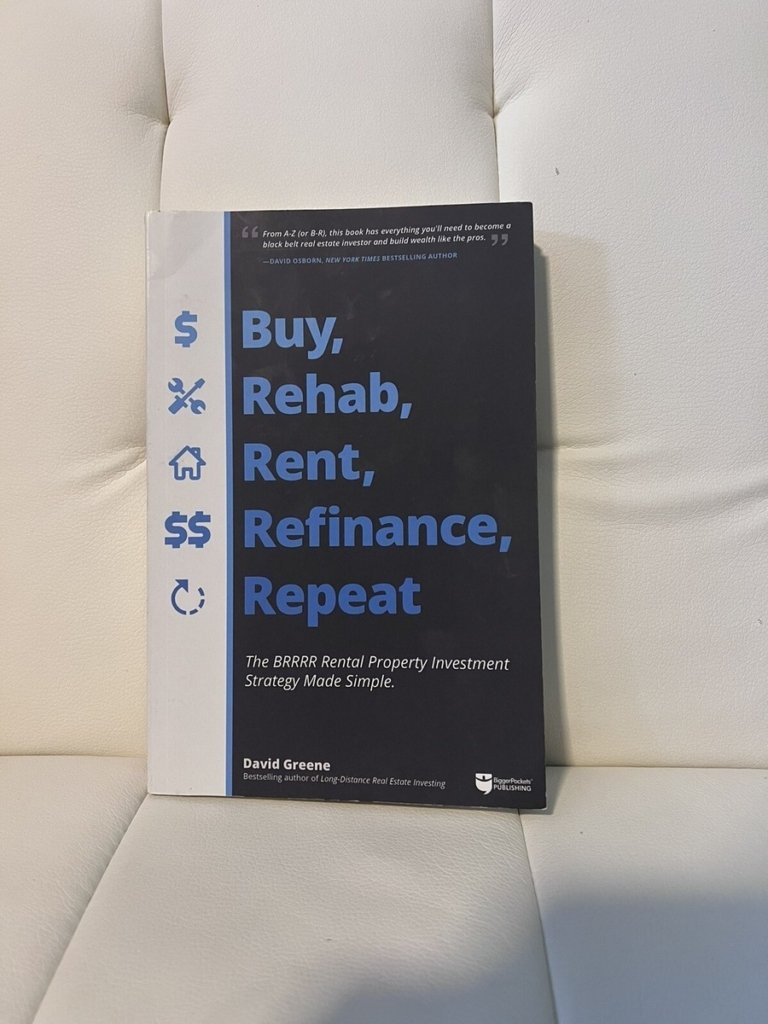 “ From A-Z (or B-R), this book has everything you'll need to become a
black belt real estate investor and build wealth like the pros. ”
—DAVID OSBORN, NEW YORK TIMES BESTSELLING AUTHOR
$
Buy,
Rehab,
Rent,
$$
Refinance,
Repeat
The BRRRR Rental Property Investment
Strategy Made Simple.
David Greene
Bestselling author of Long-Distance Real Estate Investing
BiggerPockets™
PUBLISHING